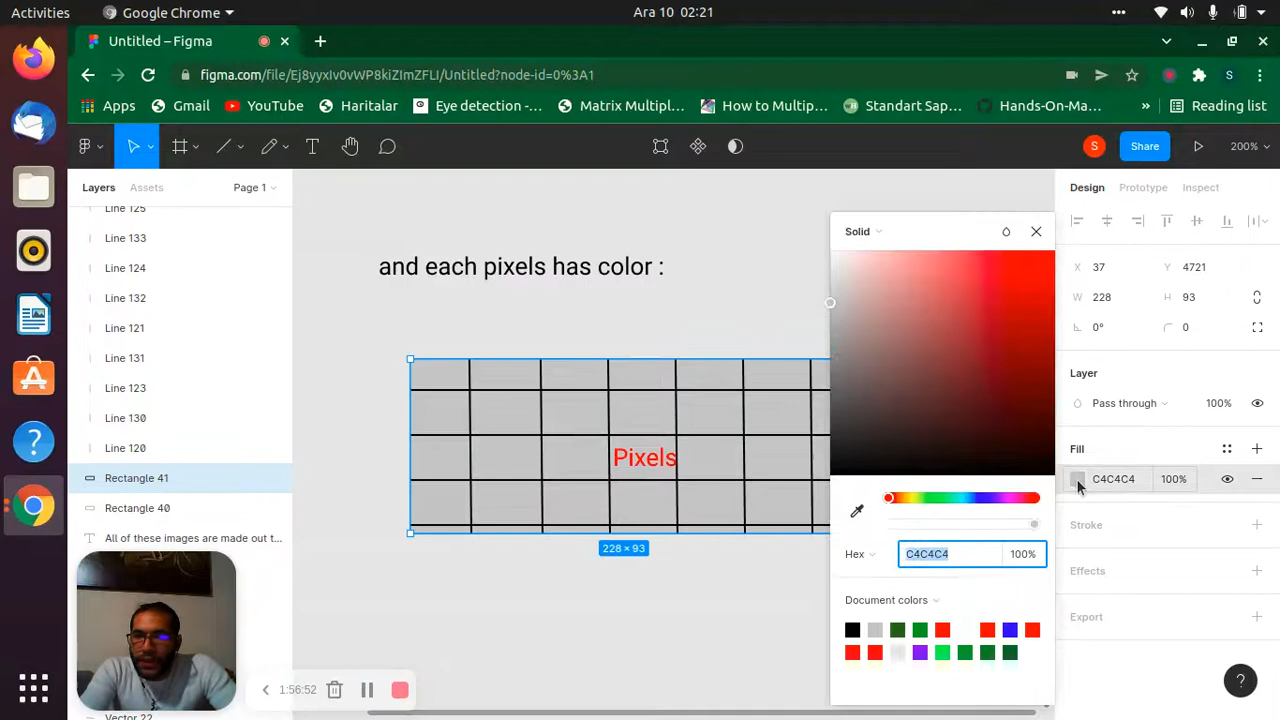 Activities
Google Chrome
Ara 10 02:21
Untitled – Figma
figma.com/file/Ej8yyxIv0vWP8kiZImZFLI/Untitled?node-id=0%3A1
S
Apps
Gmail
YouTube
Haritalar
Eye detection -...
Matrix Multipl...
How to Multip...
Standart Sap...
Hands-On-Ma...
»
Reading list
S
Share
200%
Layers
Assets
Page 1
Design
Prototype
Inspect
Line 125
Line 133
Line 124
Line 132
Line 121
Line 131
Line 123
Line 130
Line 120
Rectangle 41
Rectangle 40
All of these images are made out t...
Vector 22
and each pixels has color :
Pixels
228 × 93
Solid
Hex
C4C4C4
100%
Document colors
X 37
Y 4721
W 228
H 93
0°
0
Layer
Pass through
100%
Fill
C4C4C4
100%
Stroke
Effects
Export
1:56:52
?